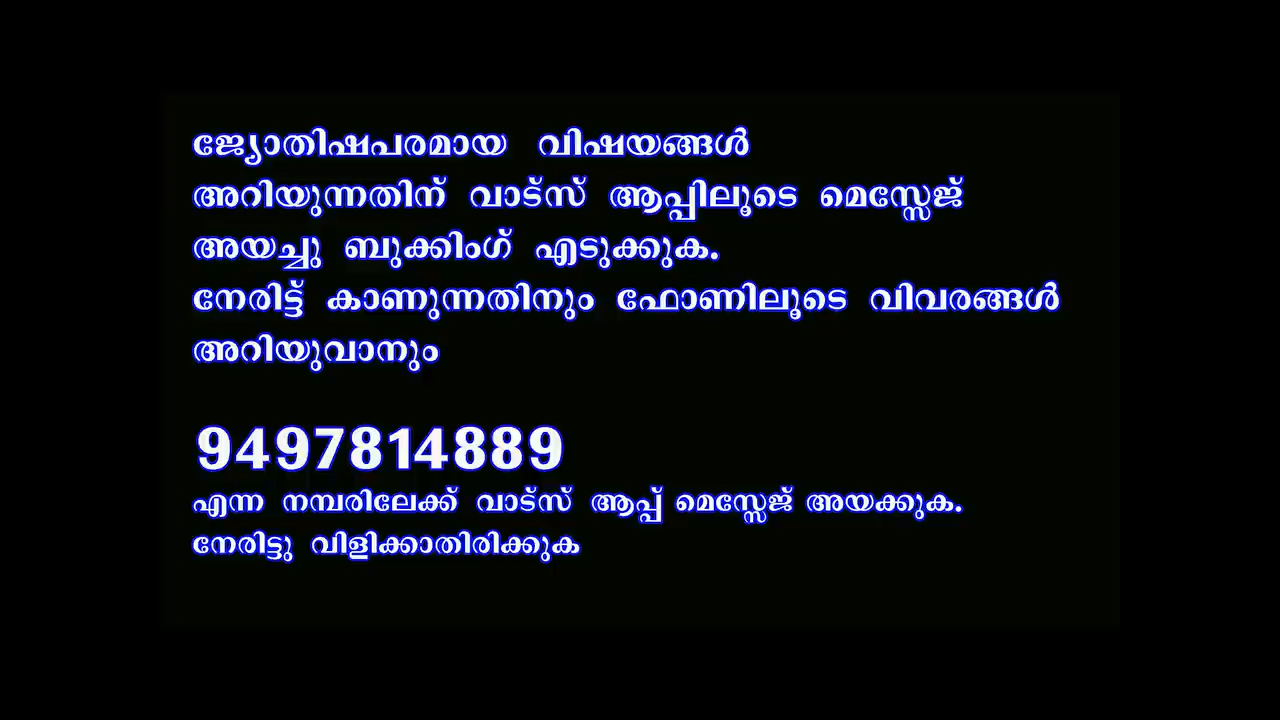 ജ്യോതിഷപരമായ വിഷയങ്ങൾ
അറിയുന്നതിന് വാട്സ് ആപ്പിലൂടെ മെസ്സേജ്
അയച്ചു ബുക്കിംഗ് എടുക്കുക.
നേരിട്ട് കാണുന്നതിനും ഫോണിലൂടെ വിവരങ്ങൾ
അറിയുവാനും
9497814889
എന്ന നമ്പരിലേക്ക് വാട്സ് ആപ്പ് മെസ്സേജ് അയക്കുക.
നേരിട്ടു വിളിക്കാതിരിക്കുക